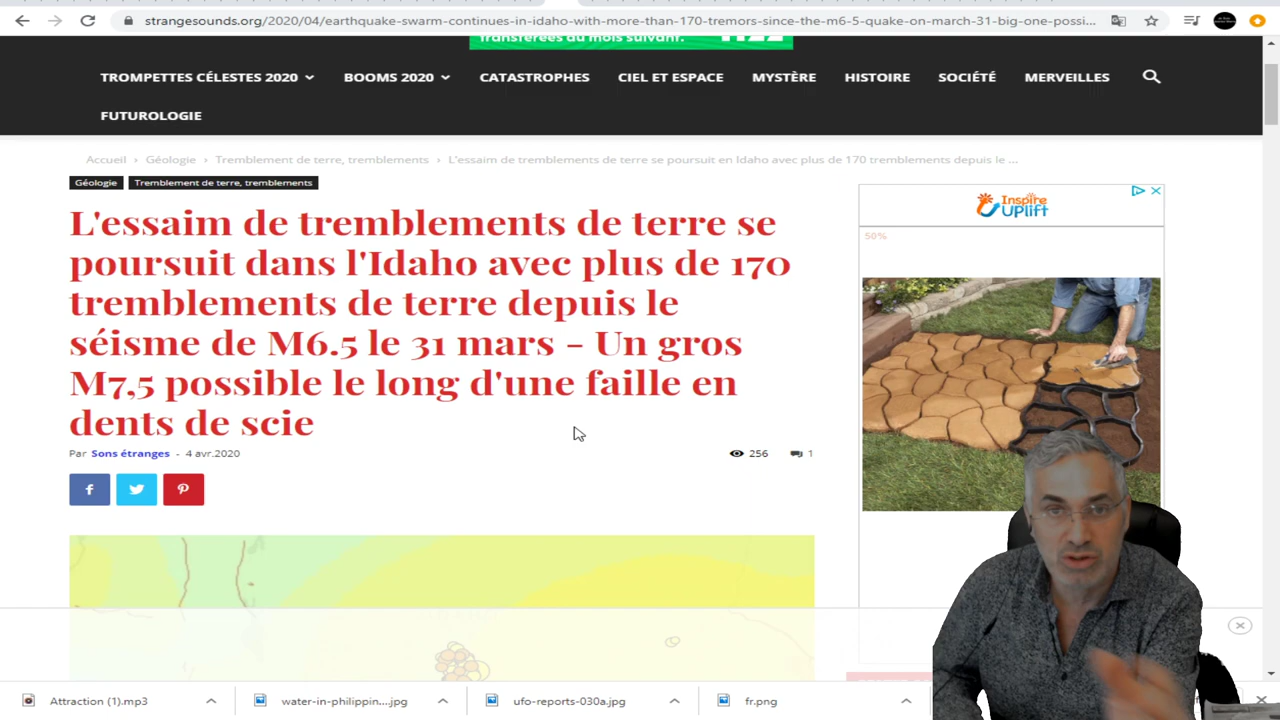 strangesounds.org/2020/04/earthquake-swarm-continues-in-idaho-with-more-than-170-tremors-since-the-m6-5-quake-on-march-31-big-one-possi...
Transférées au mois suivant.
TROMPETTES CÉLESTES 2020 BOOMS 2020 CATASTROPHES CIEL ET ESPACE MYSTÈRE HISTOIRE SOCIÉTÉ MERVEILLES
FUTUROLOGIE
Accueil › Géologie › Tremblement de terre, tremblements › L'essaim de tremblements de terre se poursuit en Idaho avec plus de 170 tremblements depuis le ...
Géologie Tremblement de terre, tremblements
L'essaim de tremblements de terre se
poursuit dans l'Idaho avec plus de 170
tremblements de terre depuis le
séisme de M6.5 le 31 mars - Un gros
M7,5 possible le long d'une faille en
dents de scie
Par Sons étranges - 4 avr.2020 256 1
Inspire
UPLIFT
50%
Attraction (1).mp3 water-in-philippin....jpg ufo-reports-030a.jpg fr.png